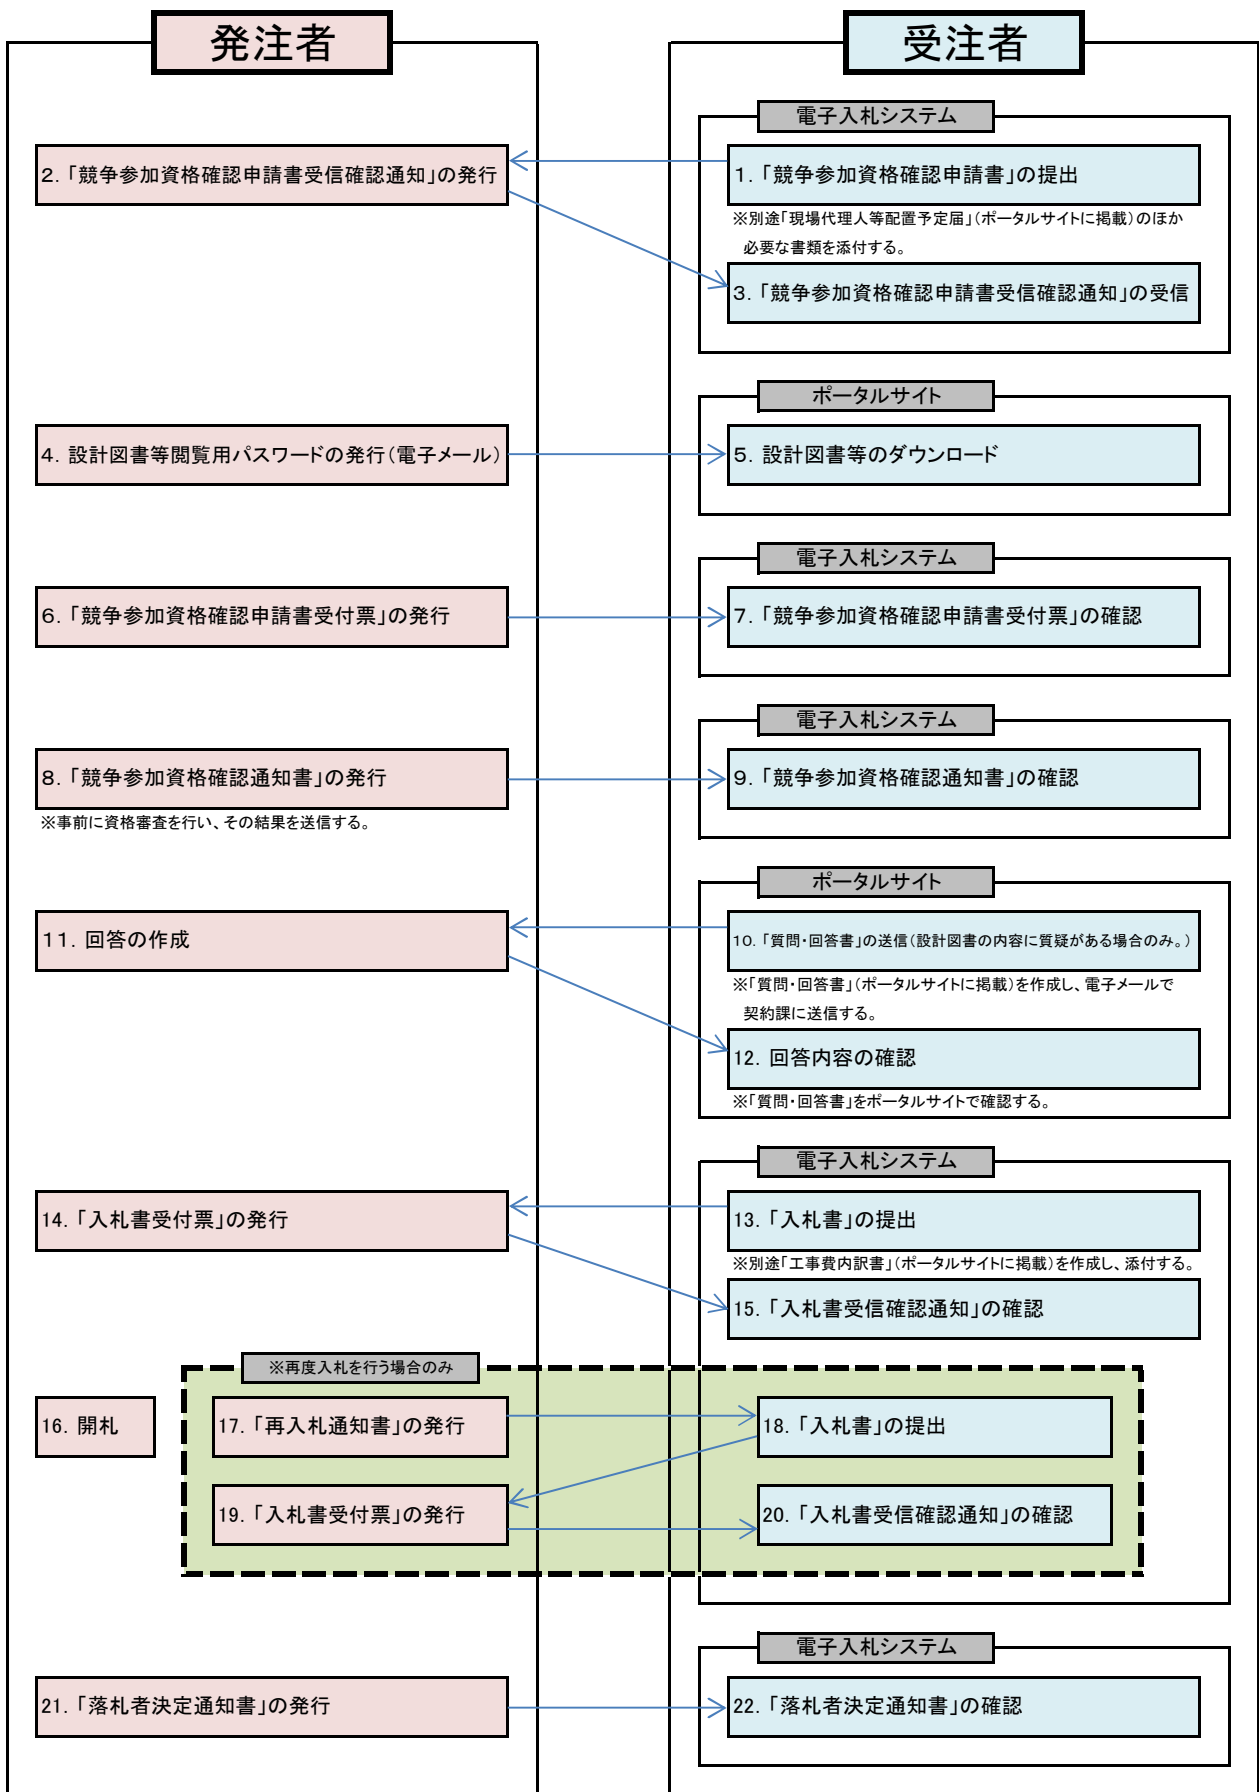 発注者
受注者
電子入札システム
2．「競争参加資格確認申請書受信確認通知」の発行
1．「競争参加資格確認申請書」の提出
※別途「現場代理人等配置予定届」（ポータルサイトに掲載）のほか
必要な書類を添付する。
3．「競争参加資格確認申請書受信確認通知」の受信
ポータルサイト
4．設計図書等閲覧用パスワードの発行（電子メール）
5．設計図書等のダウンロード
電子入札システム
6．「競争参加資格確認申請書受付票」の発行
7．「競争参加資格確認申請書受付票」の確認
電子入札システム
8．「競争参加資格確認通知書」の発行
※事前に資格審査を行い、その結果を送信する。
9．「競争参加資格確認通知書」の確認
ポータルサイト
11．回答の作成
10．「質問・回答書」の送信（設計図書の内容に質疑がある場合のみ。）
※「質問・回答書」（ポータルサイトに掲載）を作成し、電子メールで
契約課に送信する。
12．回答内容の確認
※「質問・回答書」をポータルサイトで確認する。
電子入札システム
14．「入札書受付票」の発行
13．「入札書」の提出
※別途「工事費内訳書」（ポータルサイトに掲載）を作成し、添付する。
15．「入札書受信確認通知」の確認
※再度入札を行う場合のみ
16．開札
17．「再入札通知書」の発行
18．「入札書」の提出
19．「入札書受付票」の発行
20．「入札書受信確認通知」の確認
電子入札システム
21．「落札者決定通知書」の発行
22．「落札者決定通知書」の確認